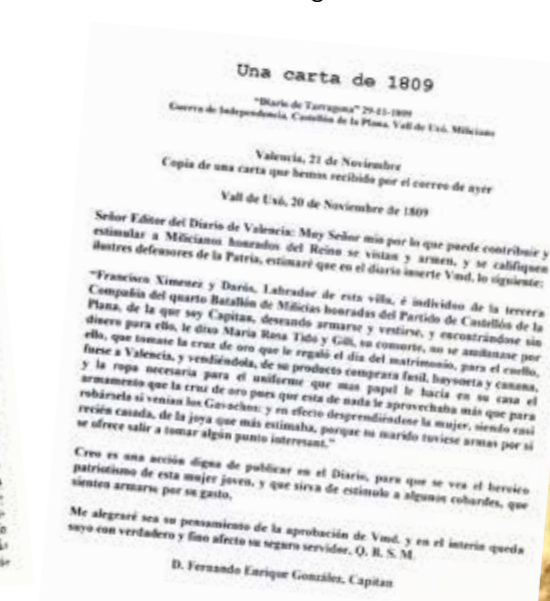 Una carta de 1809
"Diario de Tarragona" 29-11-1809
Guerra de Independencia, Castellón de la Plana, Vall de Uxó, Milicians
Valencia, 21 de Noviembre
Copia de una carta que hemos recibido por el correo de ayer
Vall de Uxó, 20 de Noviembre de 1809
Señor Editor del Diario de Valencia: Muy Señor mio por lo que puede contribuir y
estimular a Milicianos honrados del Reino se vistan y armen, y se califiquen
ilustres defensores de la Patria, estimaré que en el diario inserte Vmd. lo siguiente:
"Francisco Ximenez y Darós, Labrador de esta villa, é individuo de la tercera
Compañía del quarto Batallón de Milicias honradas del Partido de Castellón de la
Plana, de la que soy Capitan, deseando armarse y vestirse, y encontrándose sin
dinero para ello, le dixo Maria Rosa Tido y Gili, su consorte, no se amilanase por
ello, que tomase la cruz de oro que le regaló el día del matrimonio, para el cuello,
fuese a Valencia, y vendiéndola, de su producto comprara fusil, bayoneta y canana,
y la ropa necesaria para el uniforme que mas papel le hacía en su casa el
armamento que la cruz de oro pues que esta de nada le aprovechaba más que para
robársela si venían los Gavachos: y en efecto desprendiéndose la mujer, siendo casi
recién casada, de la joya que más estimaba, porque su marido tuviese armas por si
se ofrece salir a tomar algún punto interesant."
Creo es una acción digna de publicar en el Diario, para que se vea el heroico
patriotismo de esta mujer joven, y que sirva de estimulo a algunos cobardes, que
sienten armarse por su gasto.
Me alegraré sea su pensamiento de la aprobación de Vmd. y en el interin queda
suyo con verdadero y fino afecto su seguro servidor, Q. B. S. M.
D. Fernando Enrique González, Capitan